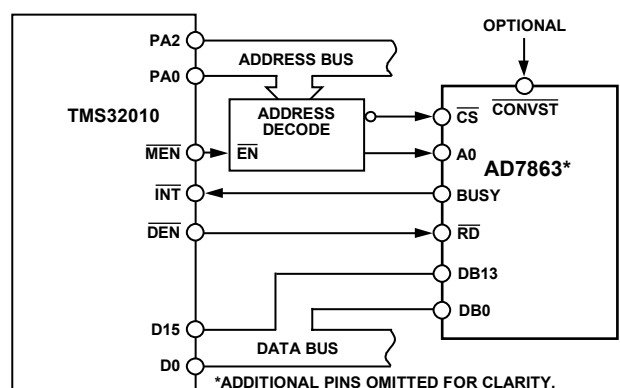 OPTIONAL
PA2
ADDRESS BUS
PA0
TMS32010
ADDRESS
DECODE
CS
CONVST
MEN
EN
A0
AD7863*
INT
BUSY
DEN
RD
DB13
DB0
D15
DATA BUS
D0
*ADDITIONAL PINS OMITTED FOR CLARITY.